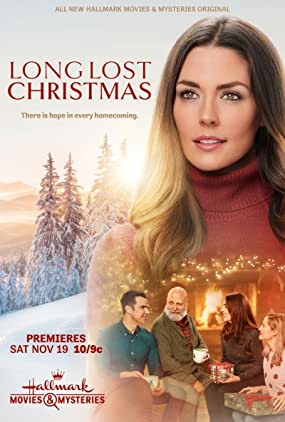 ALL NEW HALLMARK MOVIES & MYSTERIES ORIGINAL
LONG LOST
CHRISTMAS
There is hope in every homecoming.
PREMIERES
SAT NOV 19 10/9c
Hallmark
MOVIES & MYSTERIES